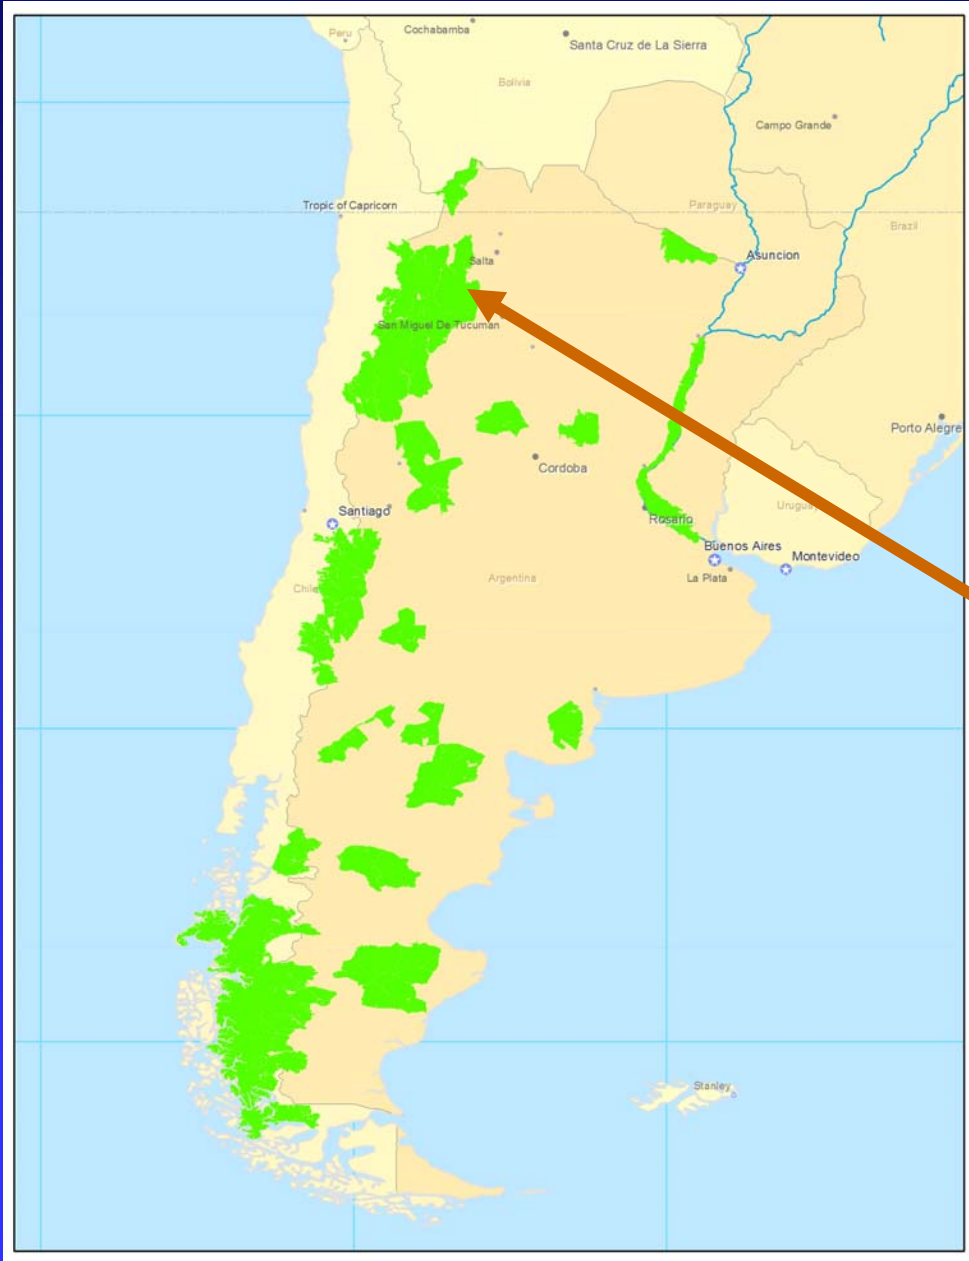 Peru
Cochabamba
Santa Cruz de La Sierra
Bolivia
Campo Grande
Tropic of Capricorn
Paraguay
Brazil
Asuncion
Salta
San Miguel De Tucuman
Porto Alegre
Cordoba
Santiago
Rosario
Uruguay
Buenos Aires
Montevideo
La Plata
Argentina
Chile
Stanley